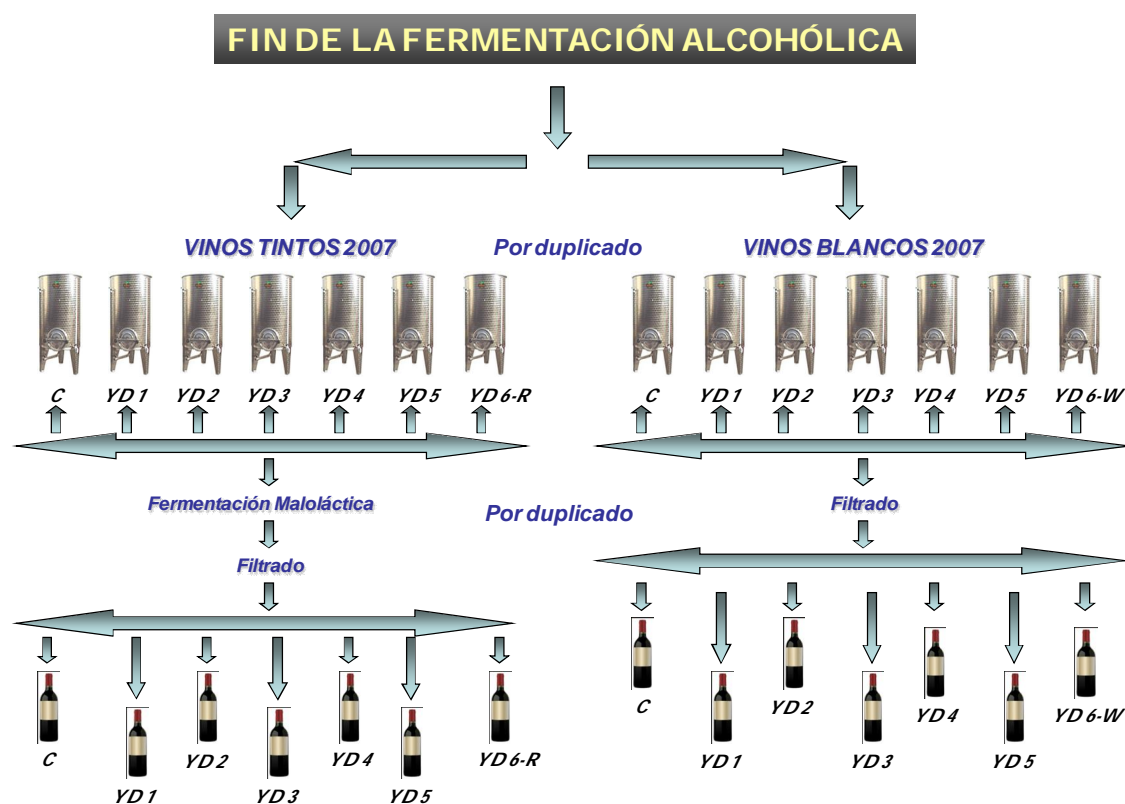 FIN DE LA FERMENTACIÓN ALCOHÓLICA
VINOS TINTOS 2007
Por duplicado
VINOS BLANCOS 2007
C YD 1 YD 2 YD 3 YD 4 YD 5 YD 6-R
C YD 1 YD 2 YD 3 YD 4 YD 5 YD 6-W
Fermentación Maloláctica
Por duplicado
Filtrado
Filtrado
C YD 2 YD 4 YD 6-R
YD 1 YD 3 YD 5
C YD 2 YD 4 YD 6-W
YD 1 YD 3 YD 5